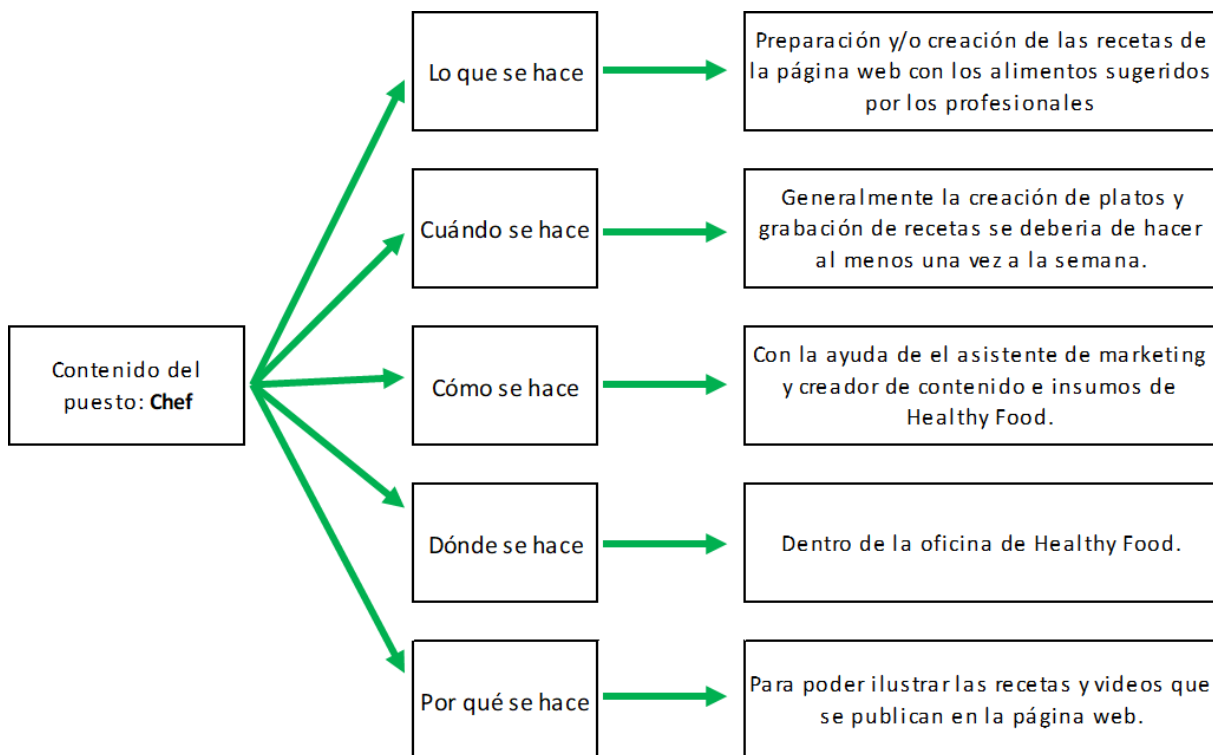 Contenido del
puesto: Chef
Lo que se hace
Preparación y/o creación de las recetas de
la página web con los alimentos sugeridos
por los profesionales
Cuándo se hace
Generalmente la creación de platos y
grabación de recetas se deberia de hacer
al menos una vez a la semana.
Cómo se hace
Con la ayuda de el asistente de marketing
y creador de contenido e insumos de
Healthy Food.
Dónde se hace
Dentro de la oficina de Healthy Food.
Por qué se hace
Para poder ilustrar las recetas y videos que
se publican en la página web.